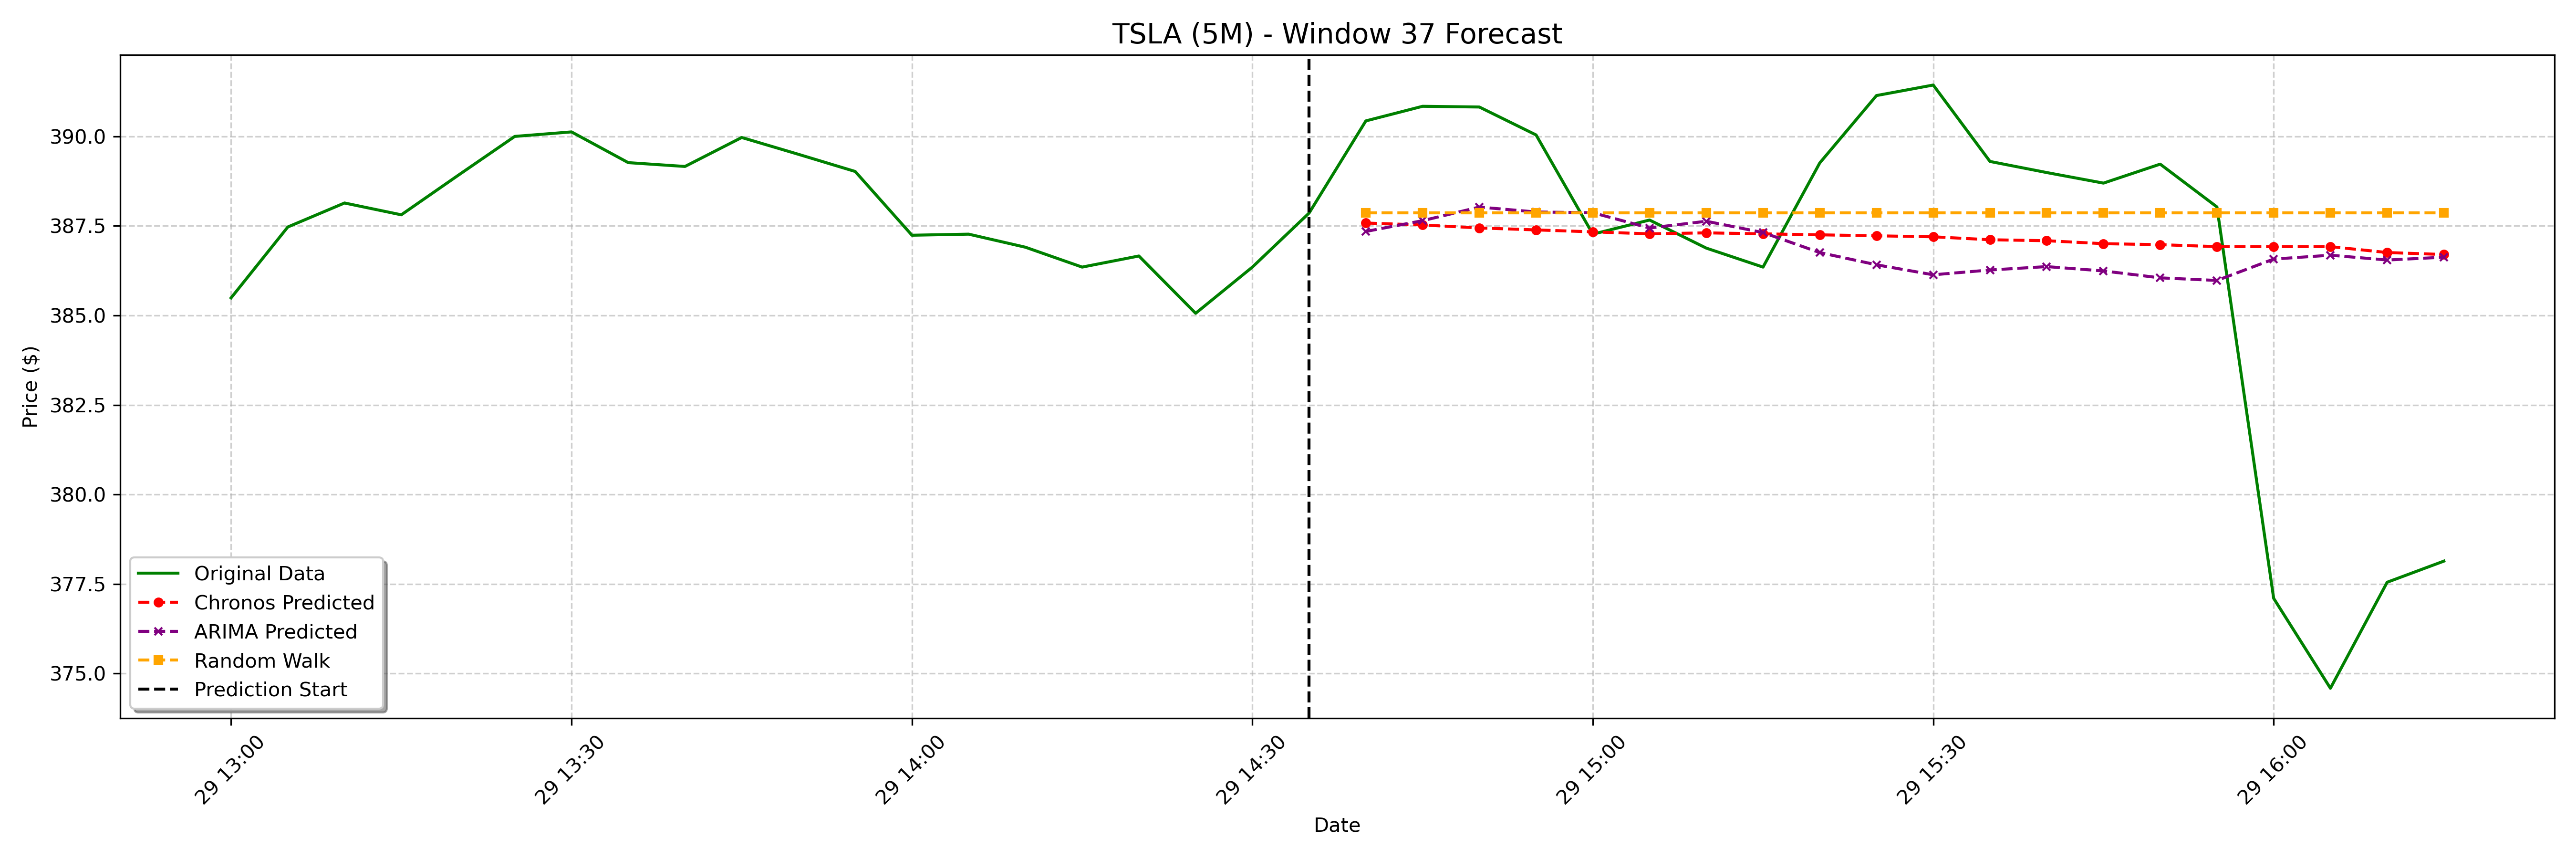 TSLA (5M) - Window 37 Forecast
Price ($)
390.0
387.5
385.0
382.5
380.0
377.5
375.0
Original Data
Chronos Predicted
ARIMA Predicted
Random Walk
Prediction Start
29 13:00
29 13:30
29 14:00
29 14:30
29 15:00
29 15:30
29 16:00
Date